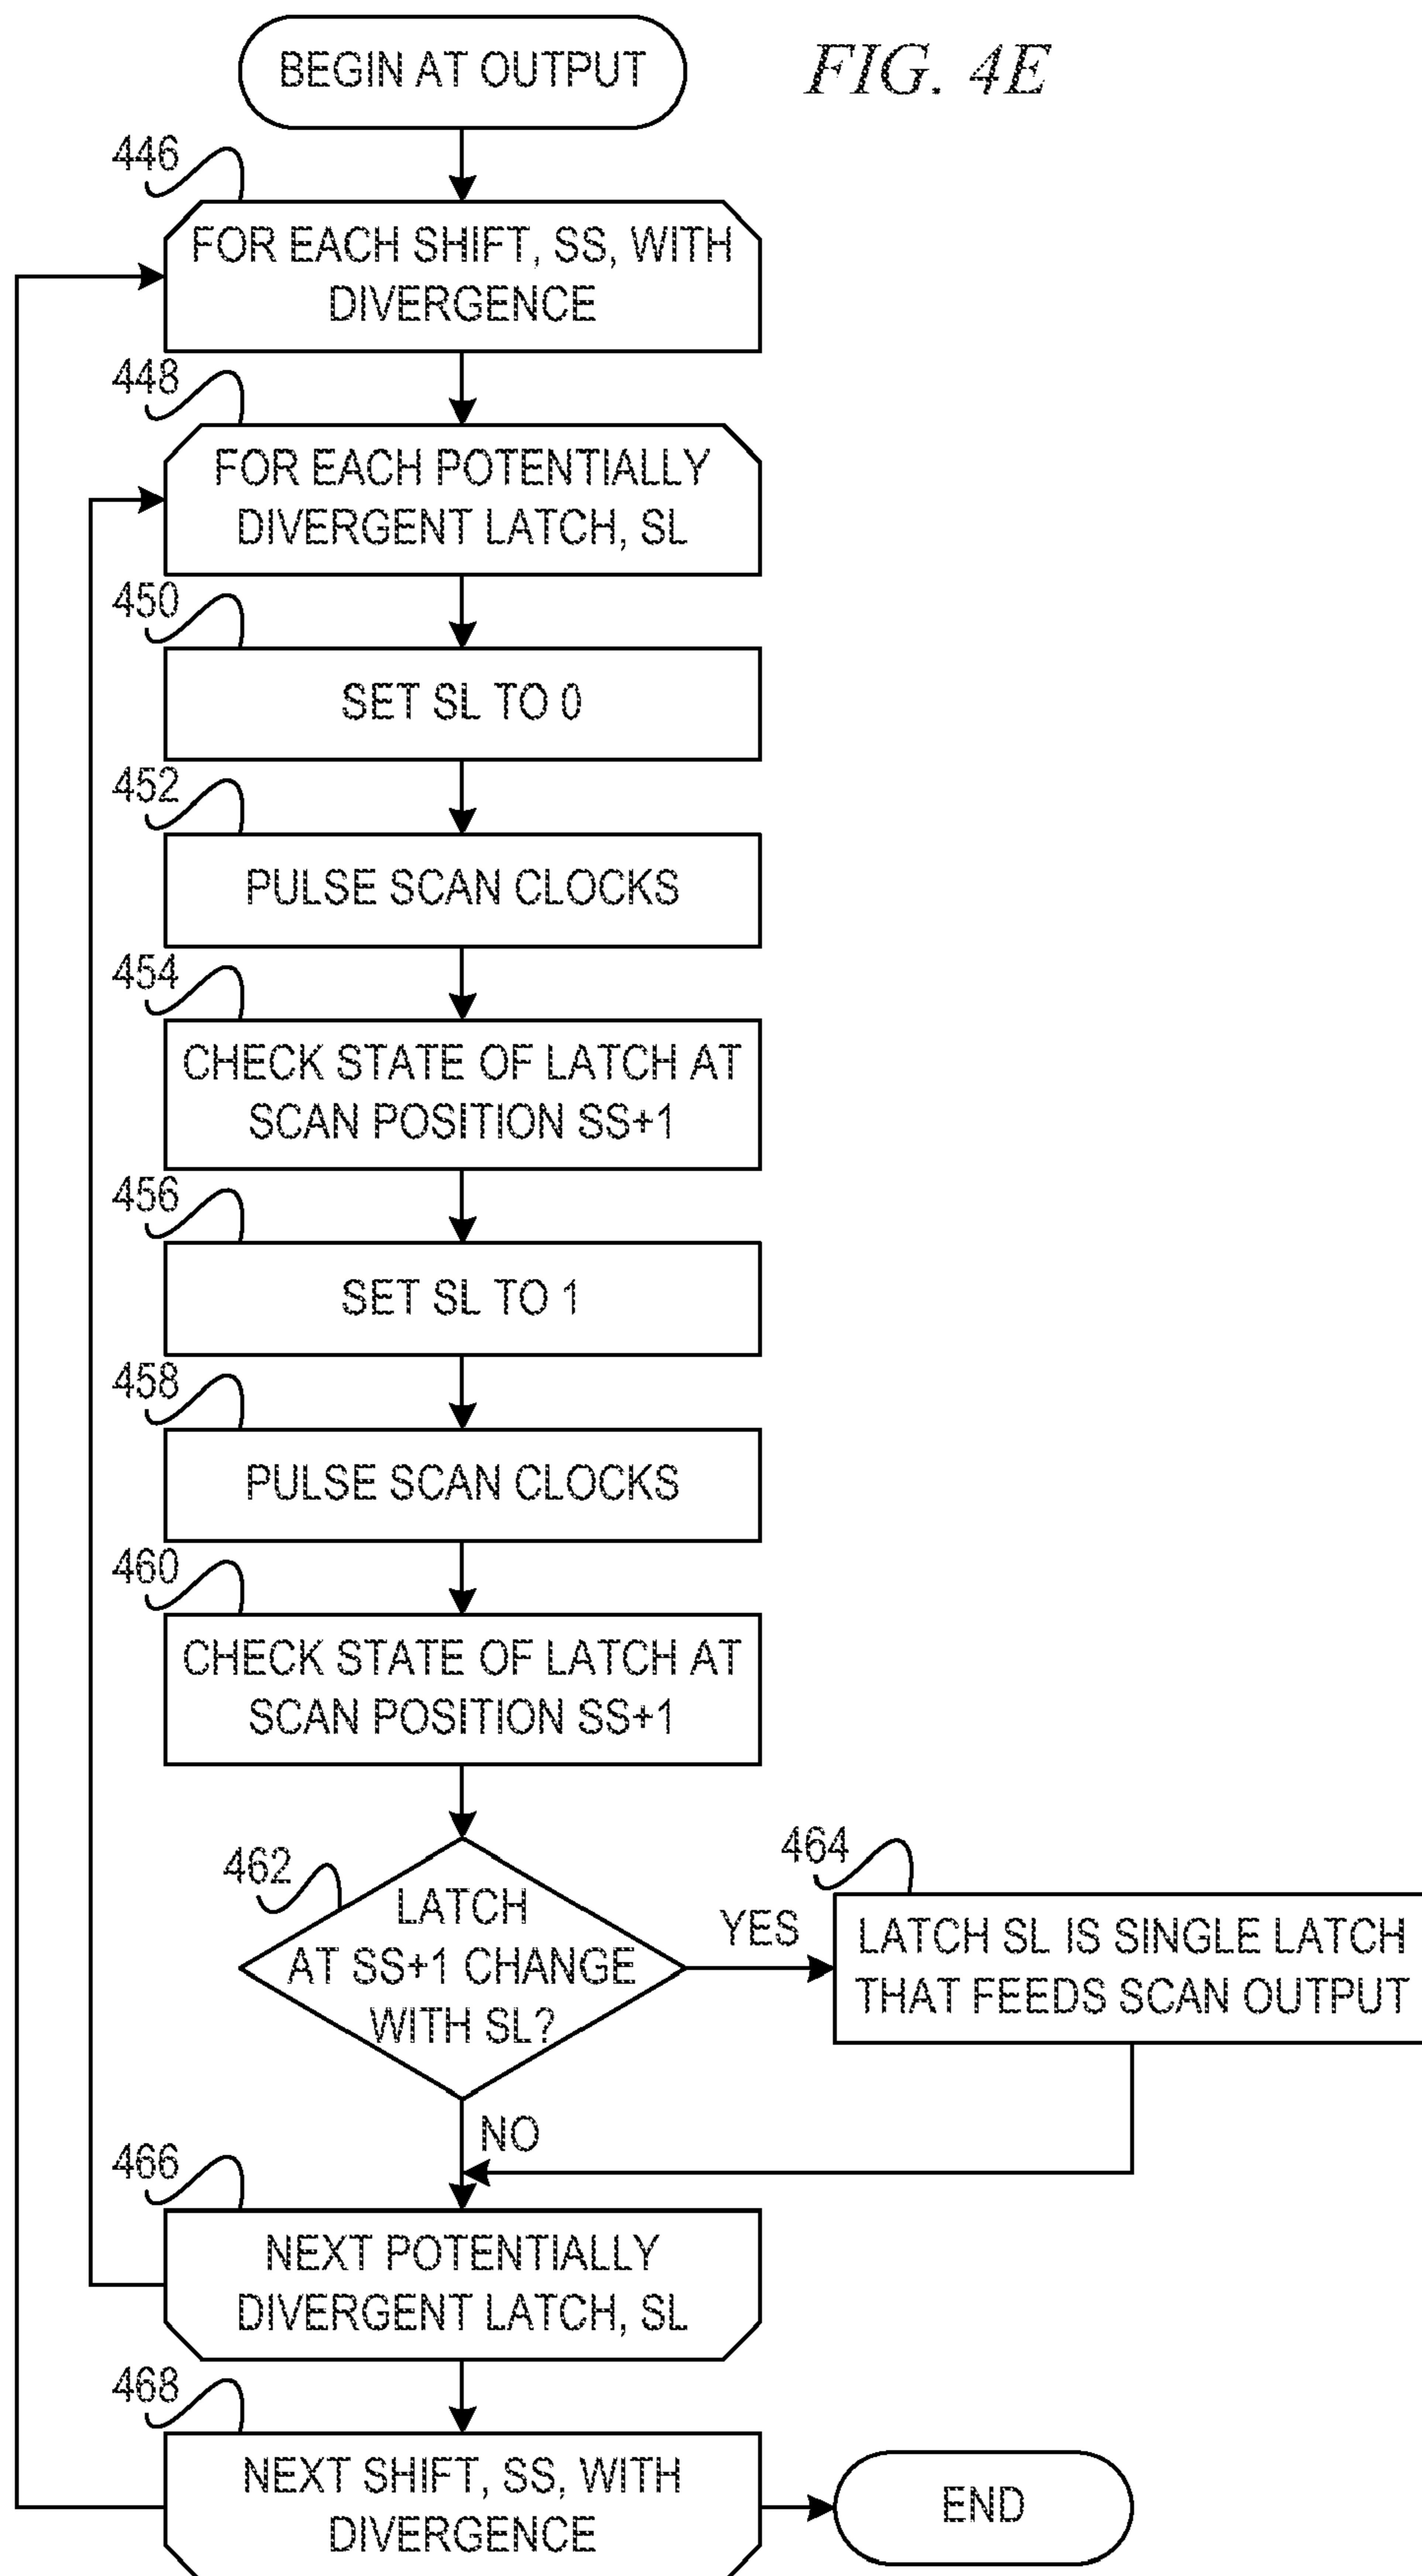 BEGIN AT OUTPUT
FIG. 4E
446
FOR EACH SHIFT, SS, WITH
DIVERGENCE
448
FOR EACH POTENTIALLY
DIVERGENT LATCH, SL
450
SET SL TO 0
452
PULSE SCAN CLOCKS
454
CHECK STATE OF LATCH AT
SCAN POSITION SS+1
456
SET SL TO 1
458
PULSE SCAN CLOCKS
460
CHECK STATE OF LATCH AT
SCAN POSITION SS+1
462
LATCH
AT SS+1 CHANGE
WITH SL?
YES
464
LATCH SL IS SINGLE LATCH
THAT FEEDS SCAN OUTPUT
NO
466
NEXT POTENTIALLY
DIVERGENT LATCH, SL
468
NEXT SHIFT, SS, WITH
DIVERGENCE
END